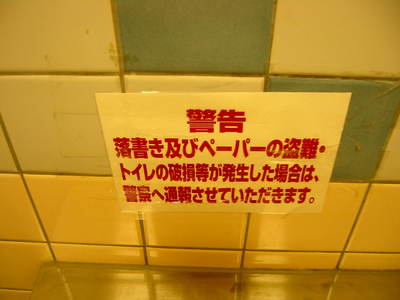 警告
落書き及びペーパーの盗難・
トイレの破損等が発生した場合は、
警察へ通報させていただきます。